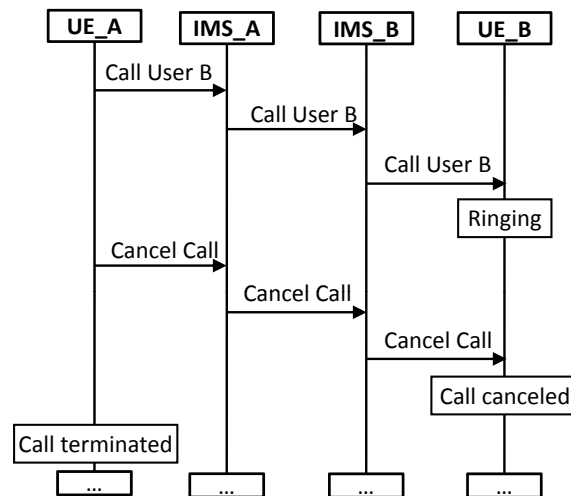 UE_A IMS_A IMS_B UE_B
Call User B
Call User B
Call User B
Ringing
Cancel Call
Cancel Call
Cancel Call
Call canceled
Call terminated
... ... ... ...